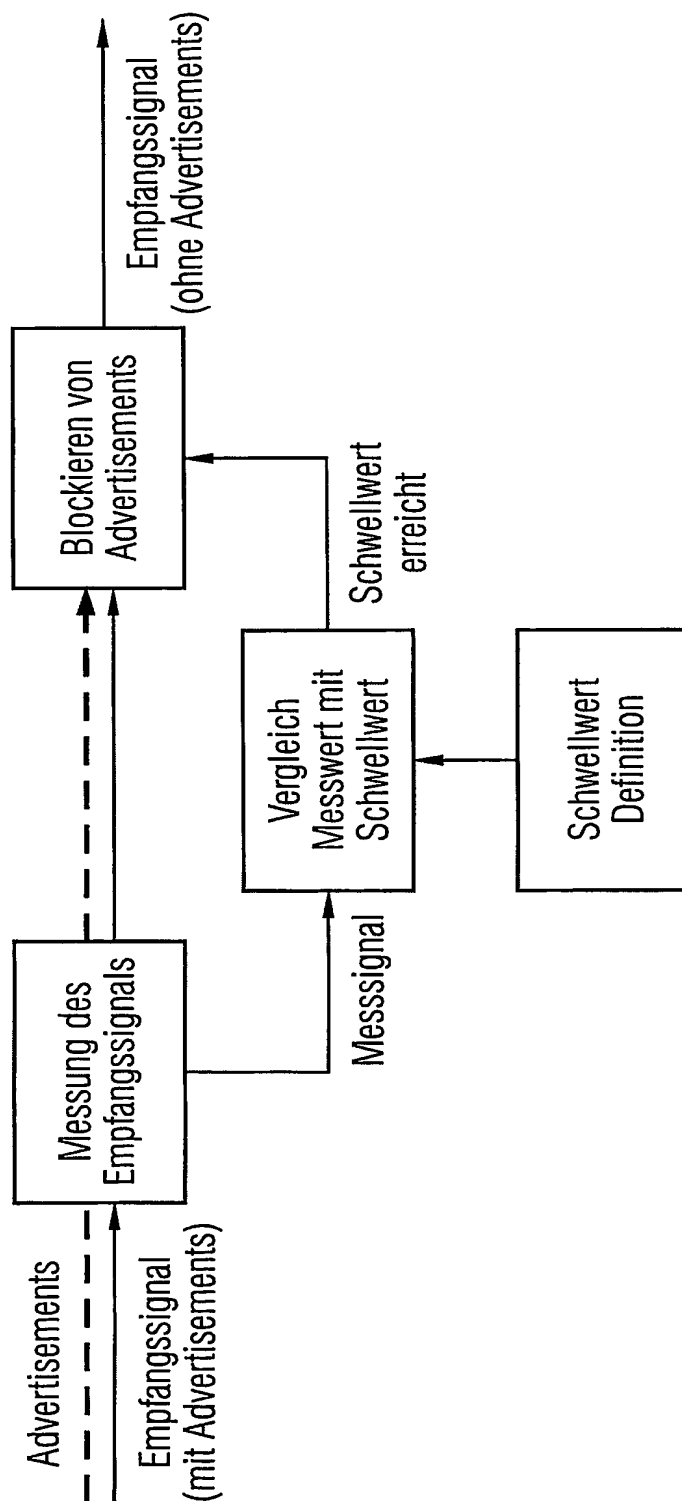 Advertisements
Empfangssignal
(mit Advertisements)
Messung des
Empfangssignals
Messsignal
Vergleich
Messwert mit
Schwellwert
Schwellwert
Definition
Schwellwert
erreicht
Blockieren von
Advertisements
Empfangssignal
(ohne Advertisements)